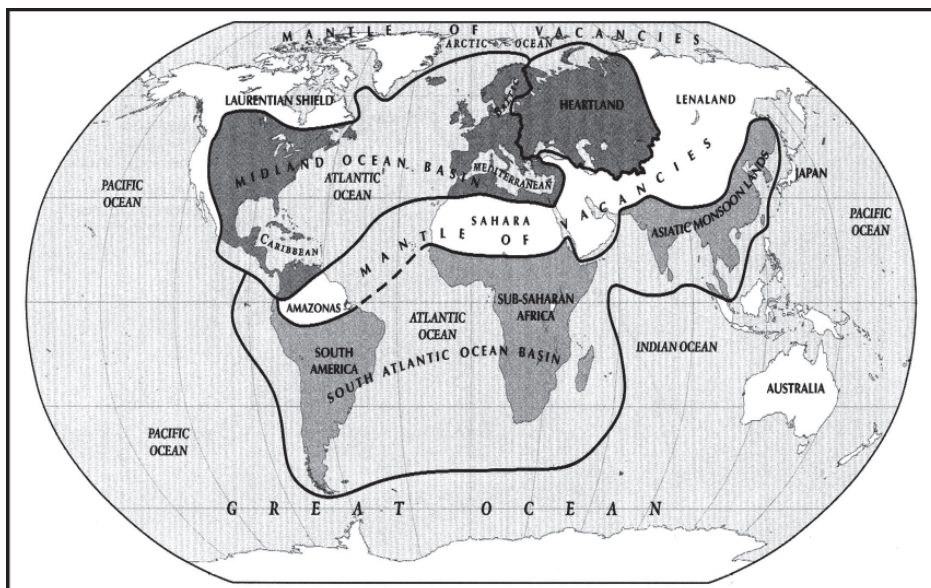 MANTLE OF VACANCIES
ARCTIC OCEAN
LAURENTIAN SHIELD
HEARTLAND
LENALAND
MIDLAND OCEAN BASIN
ATLANTIC
OCEAN
MEDITERRANEAN
PACIFIC
OCEAN
JAPAN
PACIFIC
OCEAN
ASIATIC MONSOON LANDS
SAHARA
MANTLE OF VACANCIES
CARIBBEAN
AMAZONAS
SUB-SAHARAN
AFRICA
ATLANTIC
OCEAN
INDIAN OCEAN
SOUTH
AMERICA
SOUTH ATLANTIC OCEAN BASIN
AUSTRALIA
PACIFIC
OCEAN
GREAT OCEAN